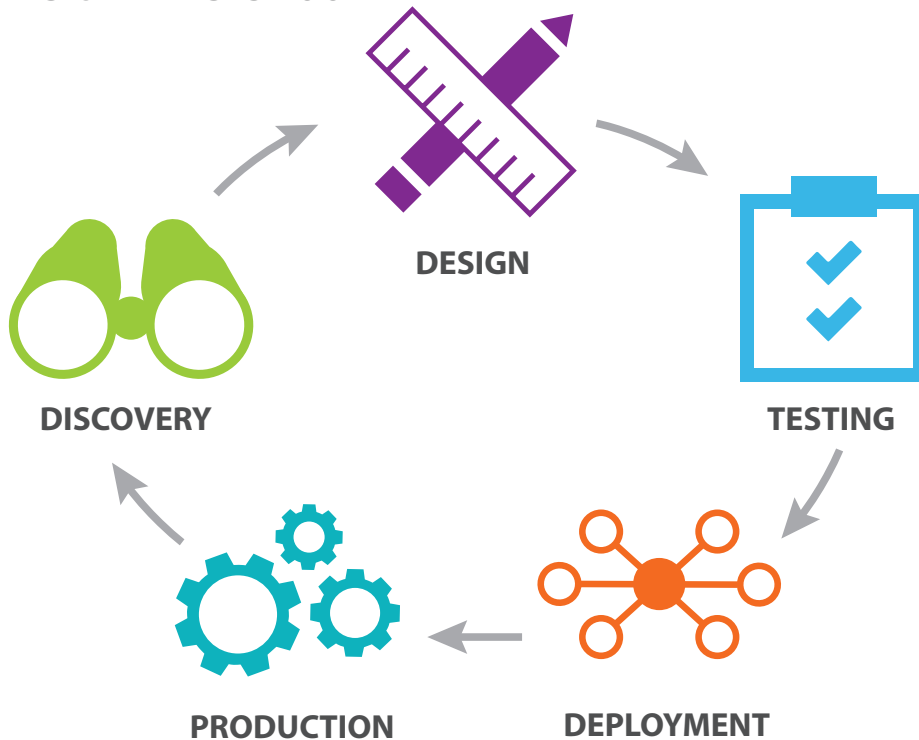 DESIGN
DISCOVERY
TESTING
PRODUCTION
DEPLOYMENT